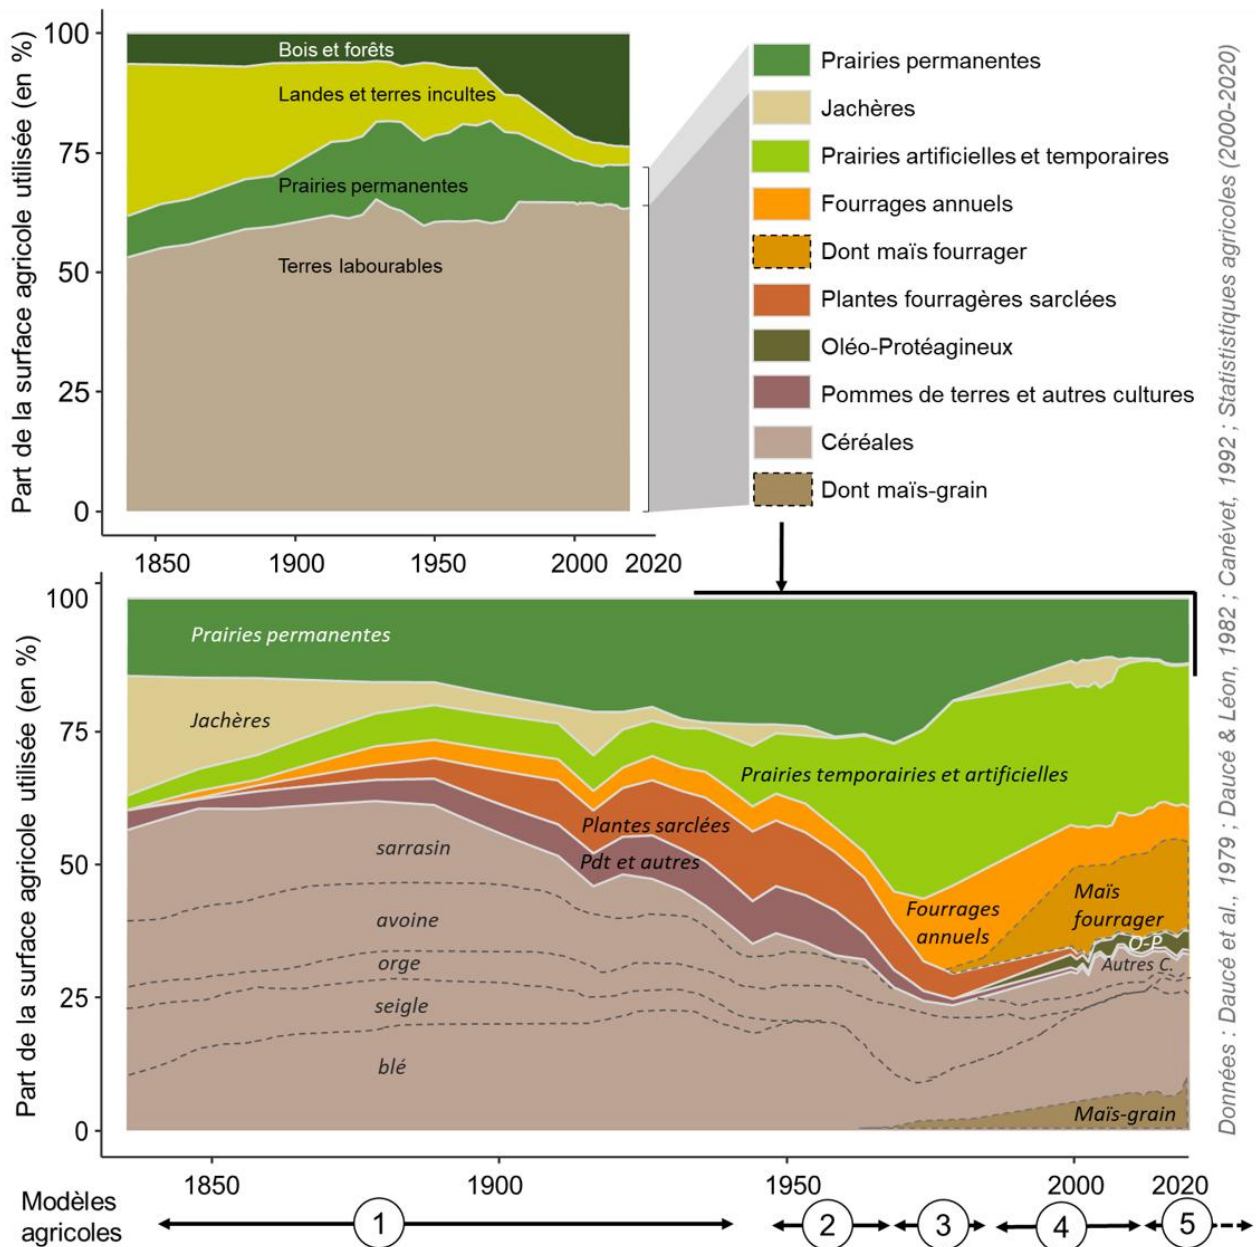 Part de la surface agricole utilisée (en %)
100
75
50
25
0
Bois et forêts
Landes et terres incultes
Prairies permanentes
Terres labourables
1850
1900
1950
2000
2020
Prairies permanentes
Jachères
Prairies artificielles et temporaires
Fourrages annuels
Dont maïs fourrager
Plantes fourragères sarclées
Oléo-Protéagineux
Pommes de terres et autres cultures
Céréales
Dont maïs-grain
Données : Daucé et al., 1979 ; Daucé & Léon, 1982 ; Canévet, 1992 ; Statististiques agricoles (2000-2020)
Part de la surface agricole utilisée (en %)
100
75
50
25
0
Prairies permanentes
Jachères
Prairies temporairies et artificielles
Plantes sarclées
Pdt et autres
sarrasin
avoine
orge
seigle
blé
Fourrages
annuels
Maïs
fourrager
O-P
Autres C.
Maïs-grain
1850
1900
1950
2000
2020
Modèles
agricoles
1
2
3
4
5